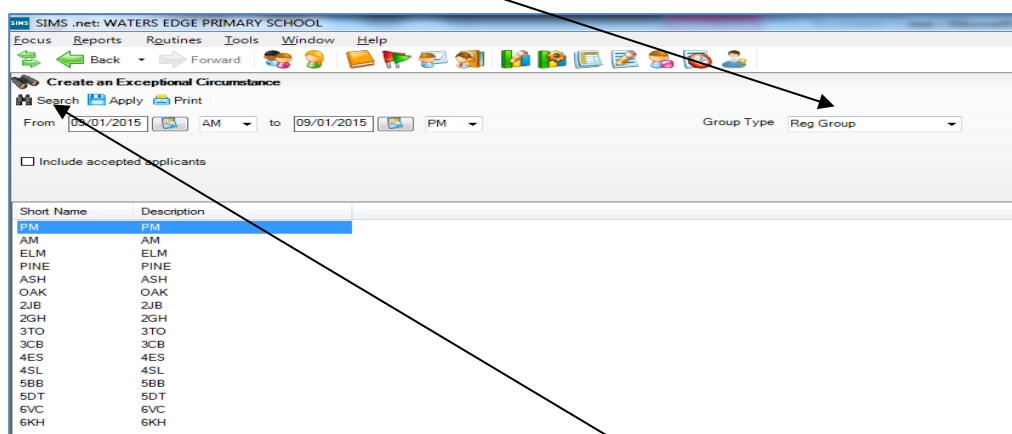 SIMS SIMS .net: WATERS EDGE PRIMARY SCHOOL
Focus Reports Routines Tools Window Help
Back Forward
Create an Exceptional Circumstance
Search Apply Print
From 09/01/2015 AM to 09/01/2015 PM Group Type Reg Group
Include accepted applicants
Short Name Description
PM PM
AM AM
ELM ELM
PINE PINE
ASH ASH
OAK OAK
2JB 2JB
2GH 2GH
3TO 3TO
3CB 3CB
4ES 4ES
4SL 4SL
5BB 5BB
5DT 5DT
6VC 6VC
6KH 6KH